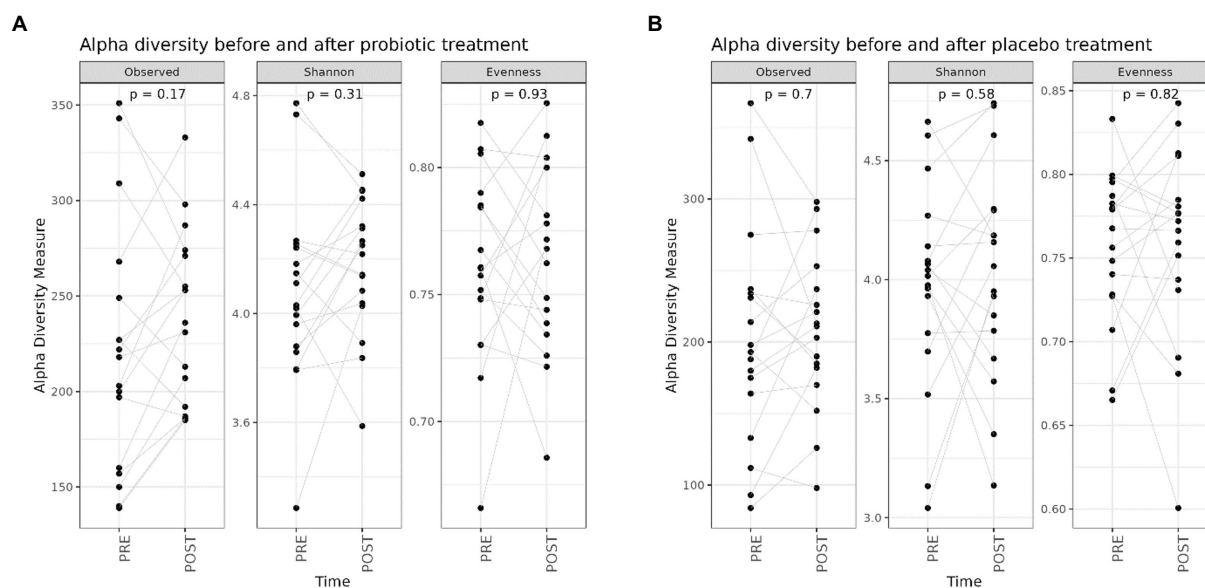 A
Alpha diversity before and after probiotic treatment
Observed Shannon Evenness
p = 0.17 p = 0.31 p = 0.93
Alpha Diversity Measure
350
300
250
200
150
4.8
4.4
4.0
3.6
0.80
0.75
0.70
PRE POST PRE POST PRE POST
Time
B
Alpha diversity before and after placebo treatment
Observed Shannon Evenness
p = 0.7 p = 0.58 p = 0.82
Alpha Diversity Measure
300
200
100
4.5
4.0
3.5
3.0
0.85
0.80
0.75
0.70
0.65
0.60
PRE POST PRE POST PRE POST
Time